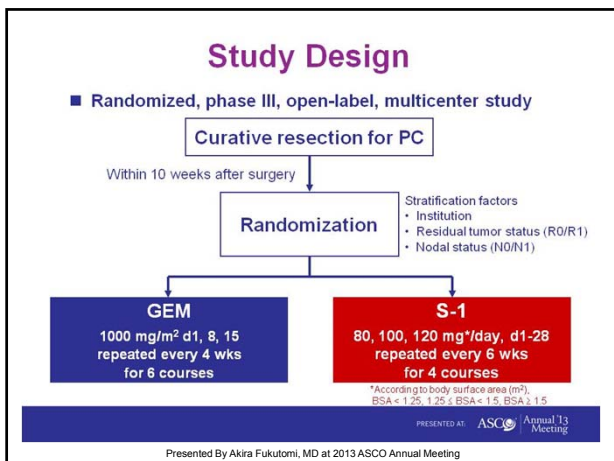 Study Design
■ Randomized, phase III, open-label, multicenter study
Curative resection for PC
Within 10 weeks after surgery
Randomization
Stratification factors
• Institution
• Residual tumor status (R0/R1)
• Nodal status (N0/N1)
GEM
1000 mg/m² d1, 8, 15
repeated every 4 wks
for 6 courses
S-1
80, 100, 120 mg*/day, d1-28
repeated every 6 wks
for 4 courses
*According to body surface area (m²),
BSA < 1.25, 1.25 ≤ BSA < 1.5, BSA ≥ 1.5
PRESENTED AT: ASCO Annual '13
Meeting
Presented By Akira Fukutomi, MD at 2013 ASCO Annual Meeting